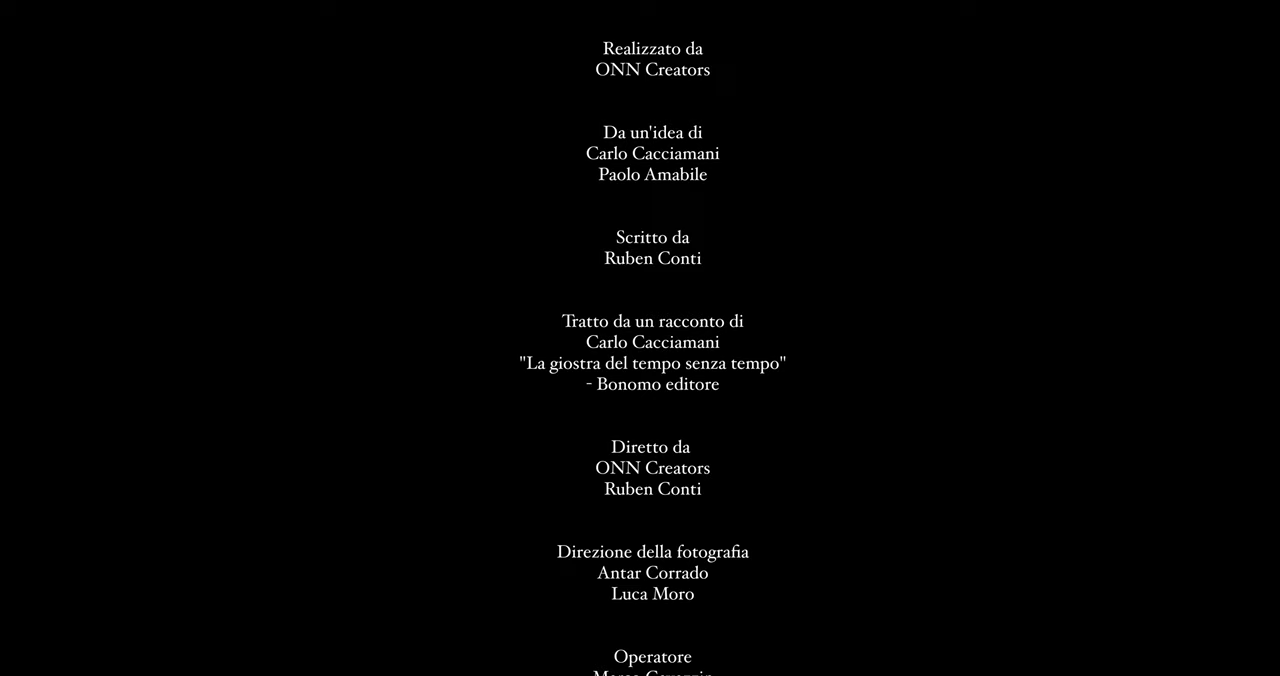 Realizzato da
ONN Creators
Da un'idea di
Carlo Cacciamani
Paolo Amabile
Scritto da
Ruben Conti
Tratto da un racconto di
Carlo Cacciamani
"La giostra del tempo senza tempo"
- Bonomo editore
Diretto da
ONN Creators
Ruben Conti
Direzione della fotografia
Antar Corrado
Luca Moro
Operatore